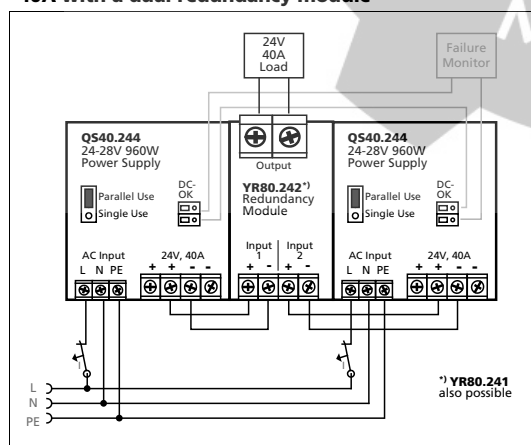 40A with a dual redundancy module
24V
40A
Load
Failure
Monitor
QS40.244
24-28V 960W
Power Supply
DC-
OK
Parallel Use
Single Use
AC Input
L N PE
24V, 40A
+ + - -
Output
YR80.242*)
Redundancy
Module
Input
1
Input
2
+ - + -
QS40.244
24-28V 960W
Power Supply
DC-
OK
Parallel Use
Single Use
AC Input
L N PE
24V, 40A
+ + - -
I
I
L
N
PE
*) YR80.241
also possible